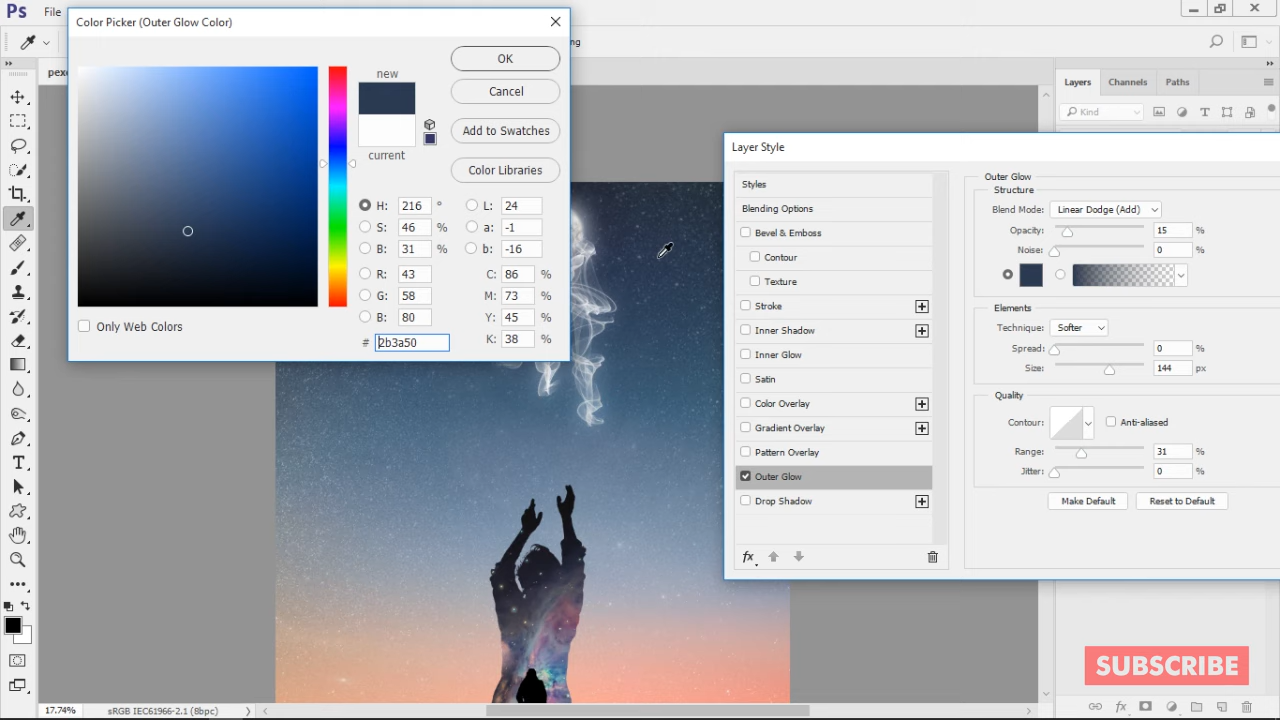 Ps File
Color Picker (Outer Glow Color)
new
current
OK
Cancel
Add to Swatches
Color Libraries
H: 216 °
S: 46 %
B: 31 %
R: 43
G: 58
B: 80
# 2b3a50
L: 24
a: -1
b: -16
C: 86 %
M: 73 %
Y: 45 %
K: 38 %
Only Web Colors
Layer Style
Styles
Blending Options
Bevel & Emboss
Contour
Texture
Stroke
Inner Shadow
Inner Glow
Satin
Color Overlay
Gradient Overlay
Pattern Overlay
Outer Glow
Drop Shadow
fx
Outer Glow
Structure
Blend Mode: Linear Dodge (Add)
Opacity: 15 %
Noise: 0 %
Elements
Technique: Softer
Spread: 0 %
Size: 144 px
Quality
Contour: Anti-aliased
Range: 31 %
Jitter: 0 %
Make Default Reset to Default
Layers Channels Paths
Kind
SUBSCRIBE
17.74% sRGB IEC61966-2.1 (8bpc)
fx